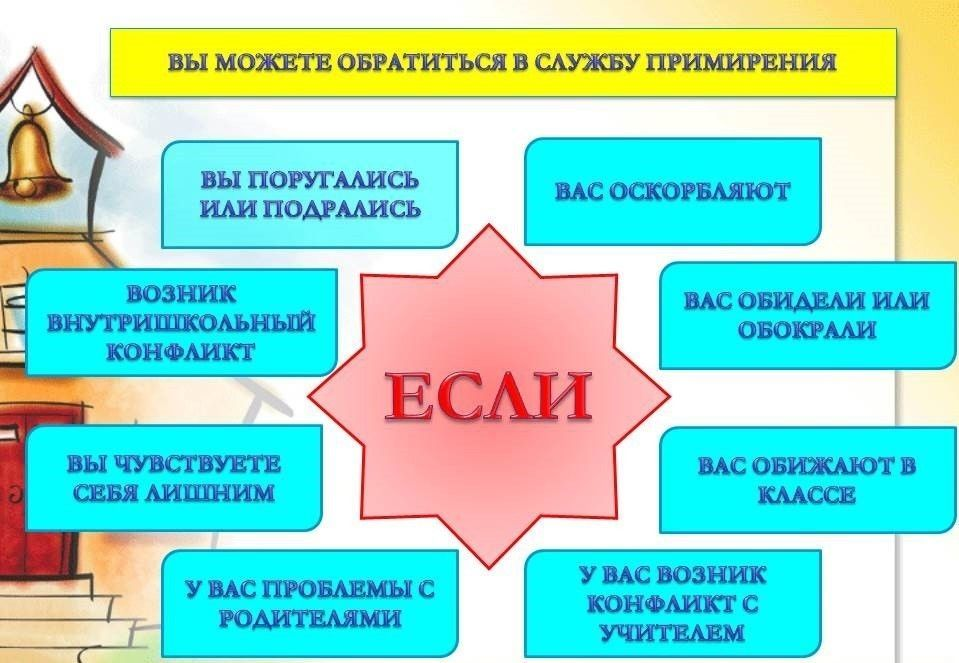 ВЫ МОЖЕТЕ ОБРАТИТЬСЯ В СЛУЖБУ ПРИМИРЕНИЯ
ВЫ ПОРУГАЛИСЬ
ИЛИ ПОДРАЛИСЬ
ВАС ОСКОРБЛЯЮТ
ВОЗНИК
ВНУТРИШКОЛЬНЫЙ
КОНФЛИКТ
ВАС ОБИДЕЛИ ИЛИ
ОБОКРАЛИ
ЕСЛИ
ВЫ ЧУВСТВУЕТЕ
СЕБЯ ЛИШНИМ
ВАС ОБИЖАЮТ В
КЛАССЕ
У ВАС ПРОБЛЕМЫ С
РОДИТЕЛЯМИ
У ВАС ВОЗНИК
КОНФЛИКТ С
УЧИТЕЛЕМ